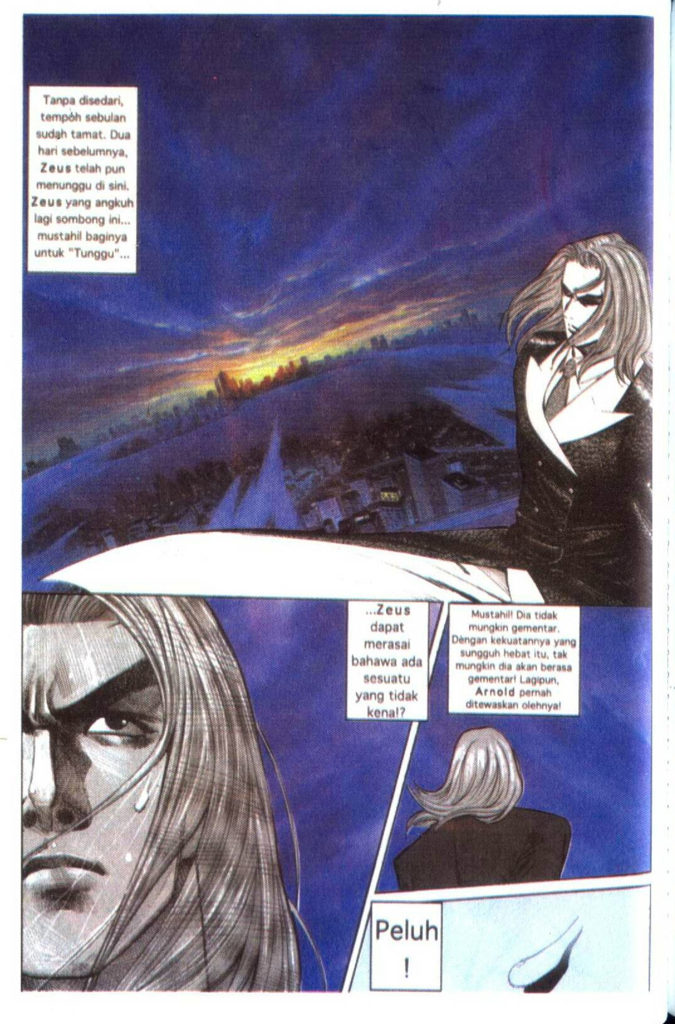 Tanpa disedari,
tempoh sebulan
sudah tamat. Dua
hari sebelumnya,
Zeus telah pun
menunggu di sini.
Zeus yang angkuh
lagi sombong ini...
mustahil baginya
untuk "Tunggu"...
...Zeus
dapat
merasai
bahawa ada
sesuatu
yang tidak
kena!?
Mustahil! Dia tidak
mungkin gementar.
Dengan kekuatannya yang
sungguh hebat itu, tak
mungkin dia akan berasa
gementar! Lagipun,
Arnold pernah
ditewaskan olehnya!
Peluh
!